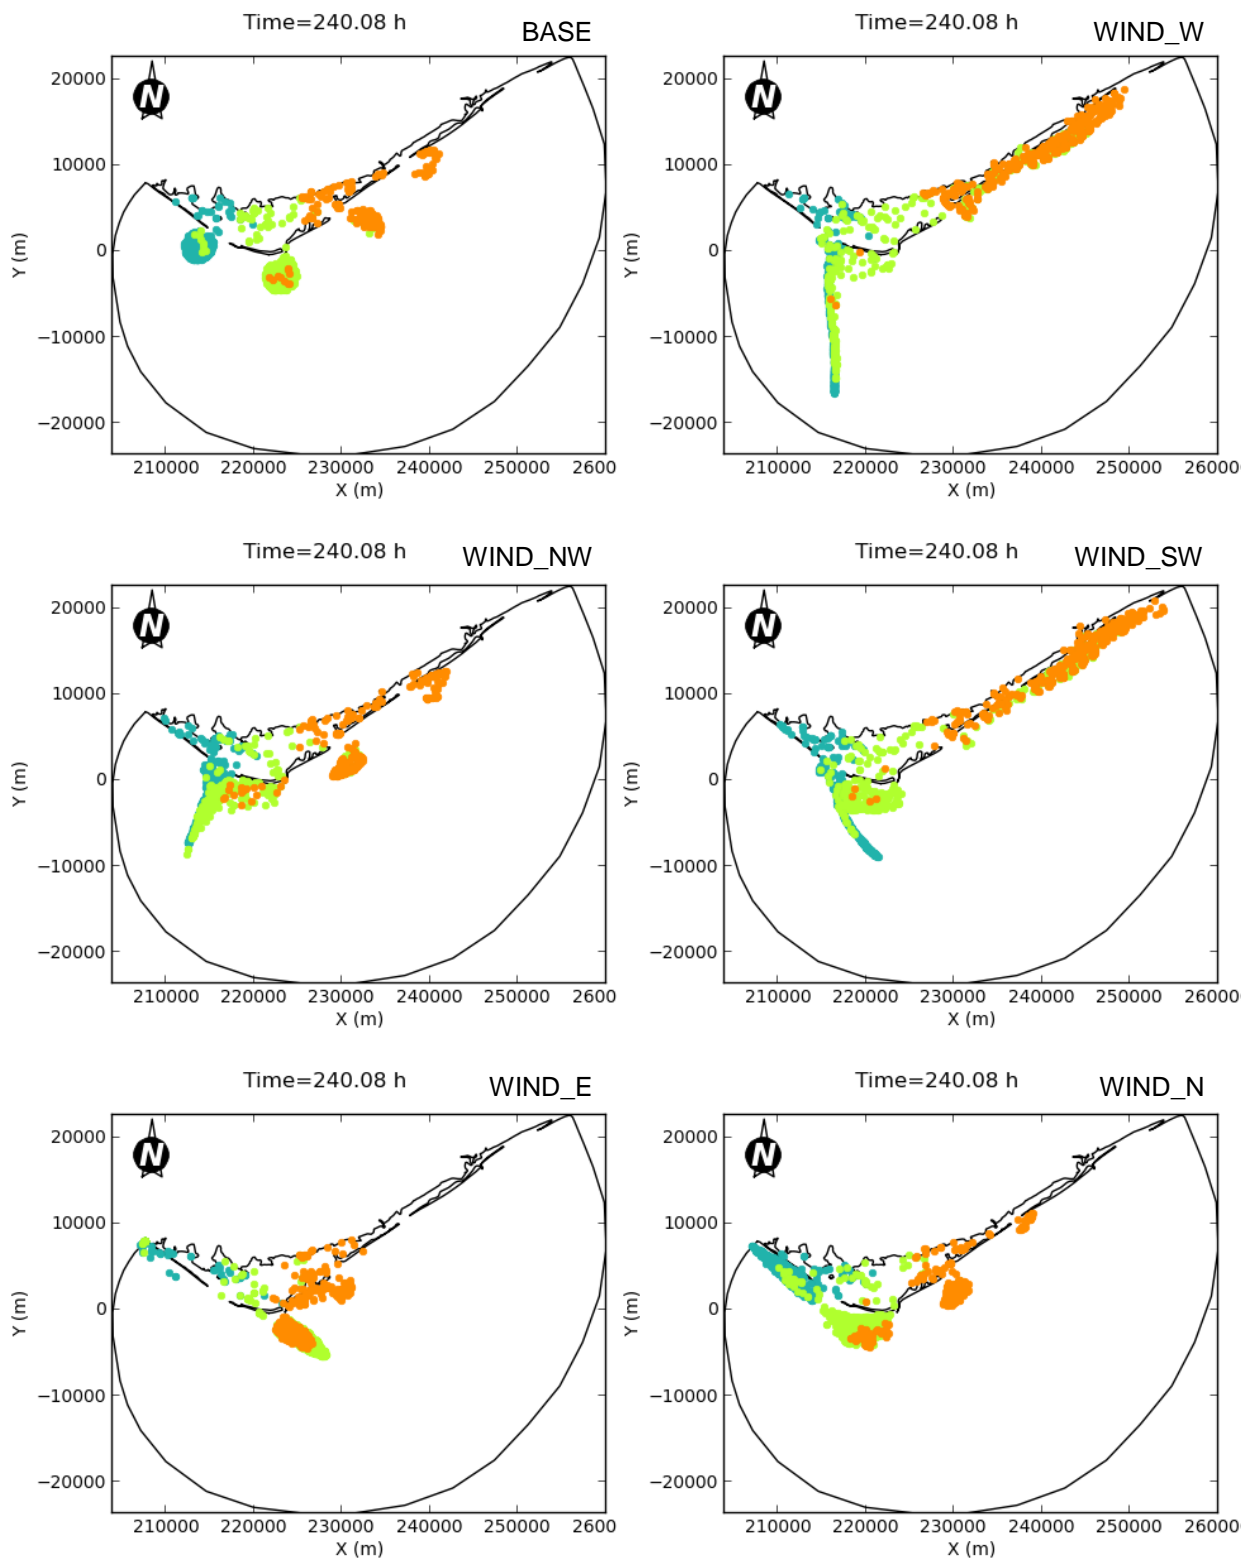 Time=240.08 h BASE
N
20000
10000
0
−10000
−20000
Y (m)
210000 220000 230000 240000 250000 2600
X (m)
Time=240.08 h WIND_W
N
20000
10000
0
−10000
−20000
Y (m)
210000 220000 230000 240000 250000 26000
X (m)
Time=240.08 h WIND_NW
N
20000
10000
0
−10000
−20000
Y (m)
210000 220000 230000 240000 250000 2600
X (m)
Time=240.08 h WIND_SW
N
20000
10000
0
−10000
−20000
Y (m)
210000 220000 230000 240000 250000 26000
X (m)
Time=240.08 h WIND_E
N
20000
10000
0
−10000
−20000
Y (m)
210000 220000 230000 240000 250000 2600
X (m)
Time=240.08 h WIND_N
N
20000
10000
0
−10000
−20000
Y (m)
210000 220000 230000 240000 250000 26000
X (m)